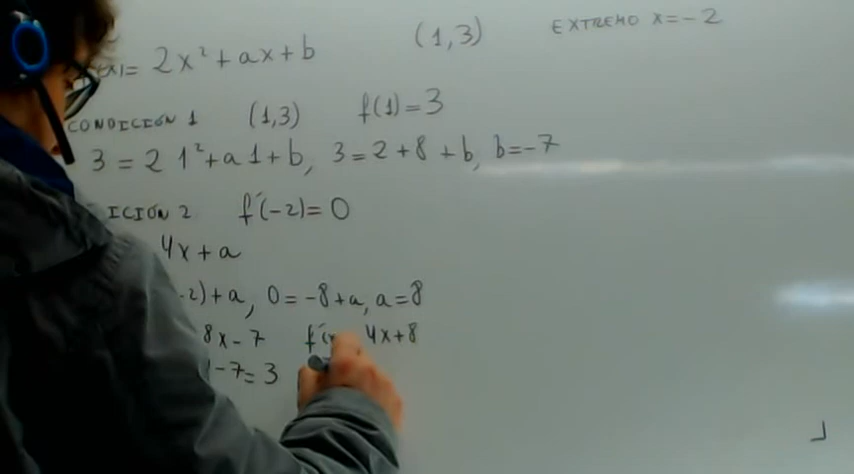 (x)= 2x²+ax+b (1,3) EXTREMO x=-2
CONDICIÓN 1 (1,3) f(1)=3
3=2 1²+a 1+b, 3=2+8+b, b=-7
ICIÓN 2 f´(-2)=0
4x+a
-2)+a, 0=-8+a, a=8
8x-7 f´(x 4x+8
-7=3